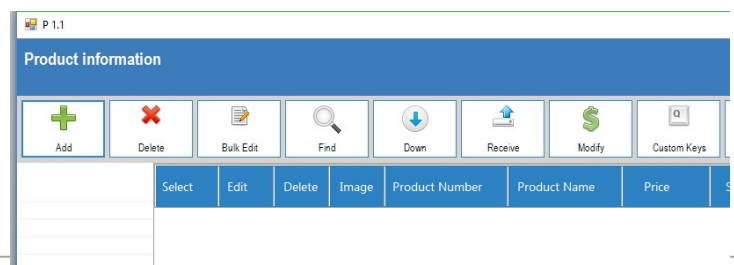 P 1.1
Product information
Add Delete Bulk Edit Find Down Receive Modify Q Custom Keys
Select Edit Delete Image Product Number Product Name Price